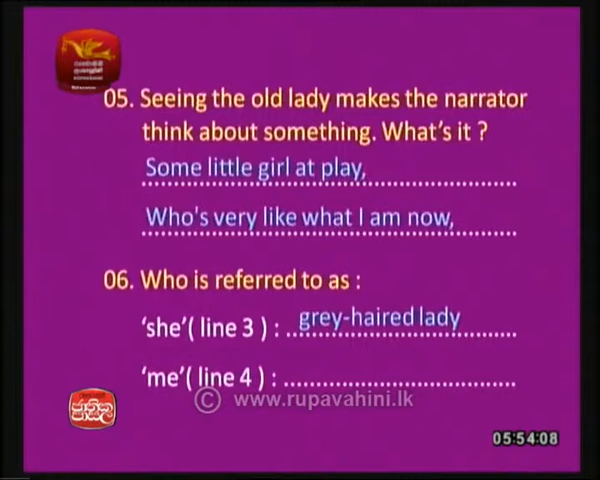 05. Seeing the old lady makes the narrator
think about something. What's it ?
Some little girl at play,
Who's very like what I am now,
06. Who is referred to as :
‘she’( line 3 ) : grey-haired lady
‘me’( line 4 ) :
© www.rupavahini.lk
05:54:08